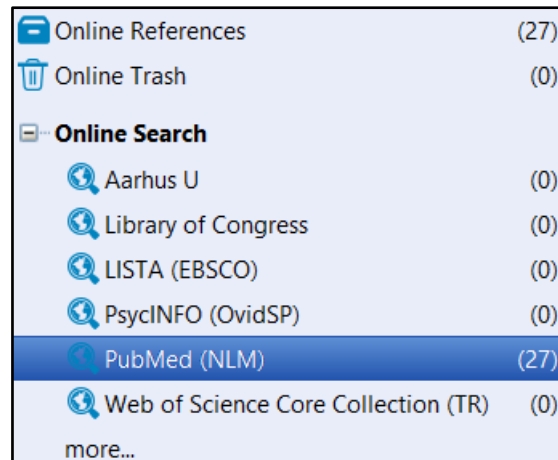 Online References (27)
Online Trash (0)
Online Search
Aarhus U (0)
Library of Congress (0)
LISTA (EBSCO) (0)
PsycINFO (OvidSP) (0)
PubMed (NLM) (27)
Web of Science Core Collection (TR) (0)
more...